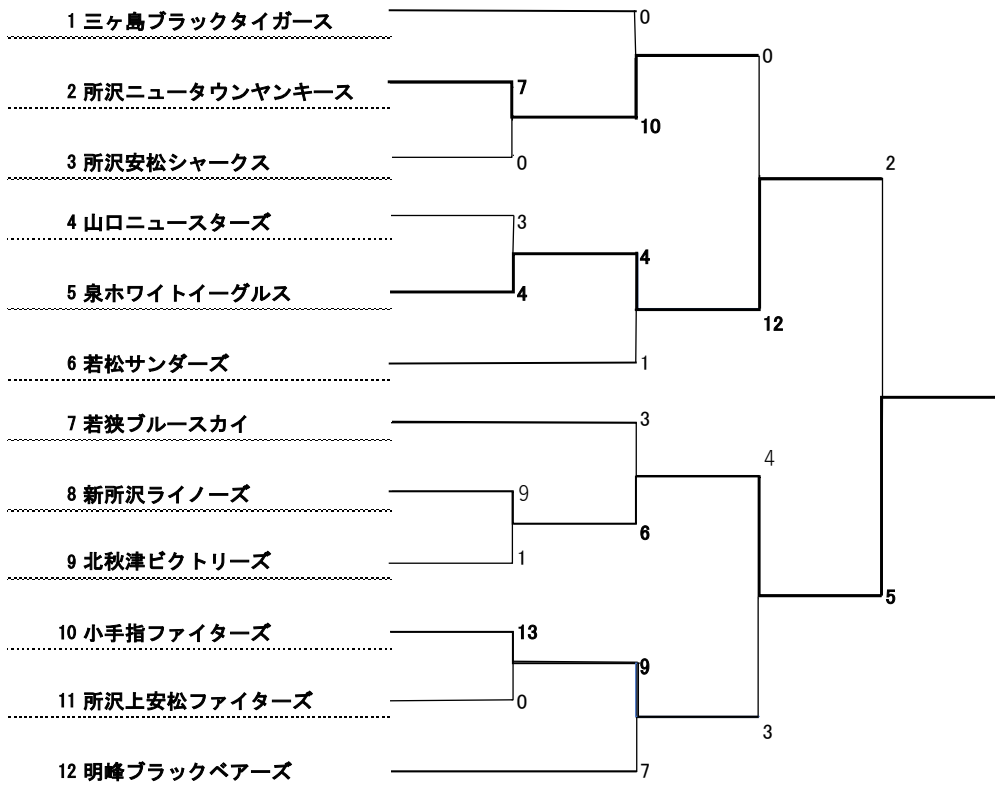 1 三ヶ島ブラックタイガース
0
0
2 所沢ニュータウンヤンキース
7
10
3 所沢安松シャークス
0
2
4 山口ニュースターズ
3
4
5 泉ホワイトイーグルス
4
12
6 若松サンダーズ
1
7 若狭ブルースカイ
3
4
8 新所沢ライノーズ
9
6
9 北秋津ビクトリーズ
1
5
10 小手指ファイターズ
13
9
11 所沢上安松ファイターズ
0
3
12 明峰ブラックベアーズ
7